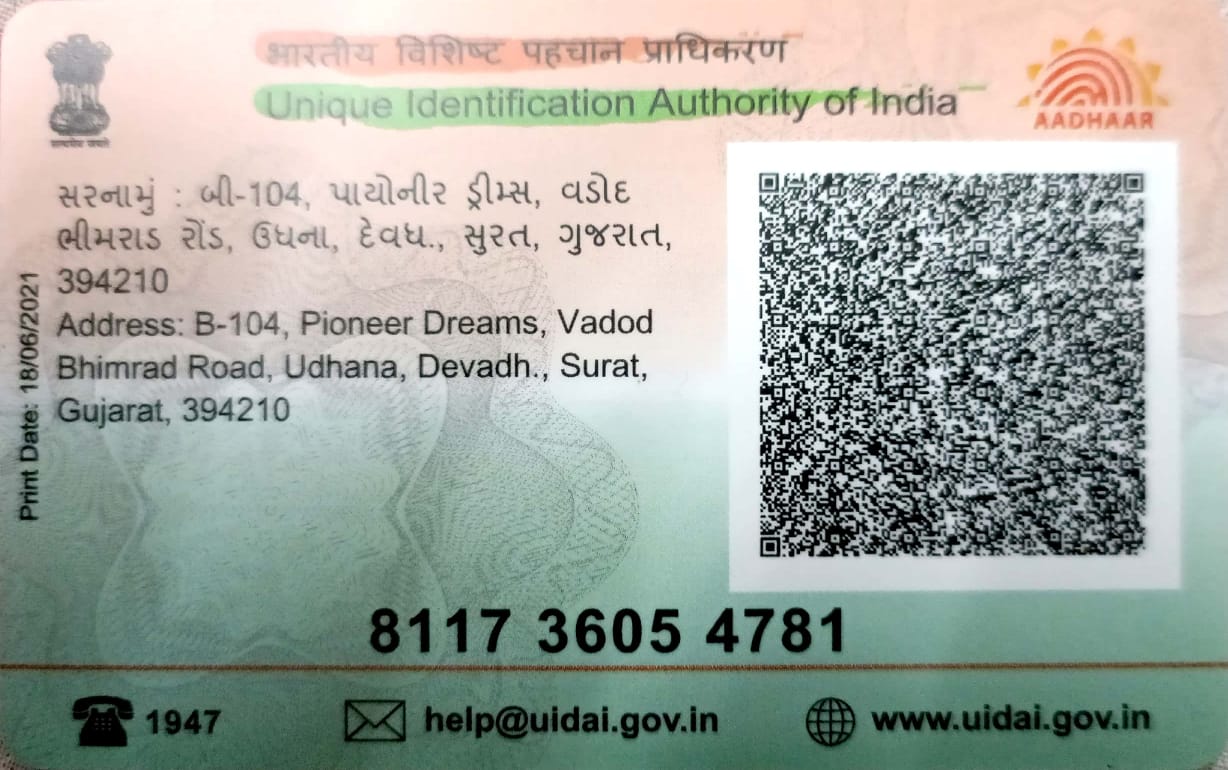 भारतीय विशिष्ट पहचान प्राधिकरण
Unique Identification Authority of India
AADHAAR
सत्यमेव जयते
સરનામું : બી-104, પાયોનીર ડ્રીમ્સ, વડોદ
ભીમરાડ રોંડ, ઉધના, દેવધ., સુરત, ગુજરાત,
394210
Address: B-104, Pioneer Dreams, Vadod
Bhimrad Road, Udhana, Devadh., Surat,
Gujarat, 394210
Print Date: 18/06/2021
8117 3605 4781
1947
help@uidai.gov.in
www.uidai.gov.in